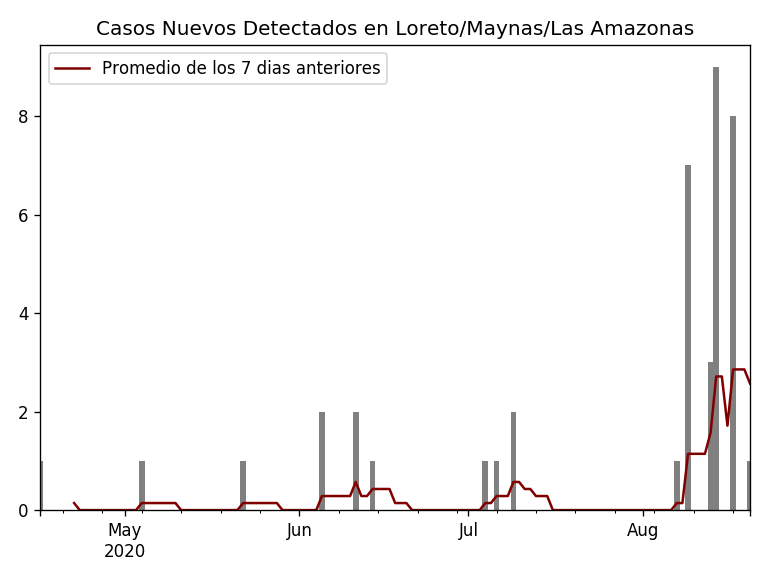 Casos Nuevos Detectados en Loreto/Maynas/Las Amazonas
Promedio de los 7 dias anteriores
8
6
4
2
0
May Jun Jul Aug
2020